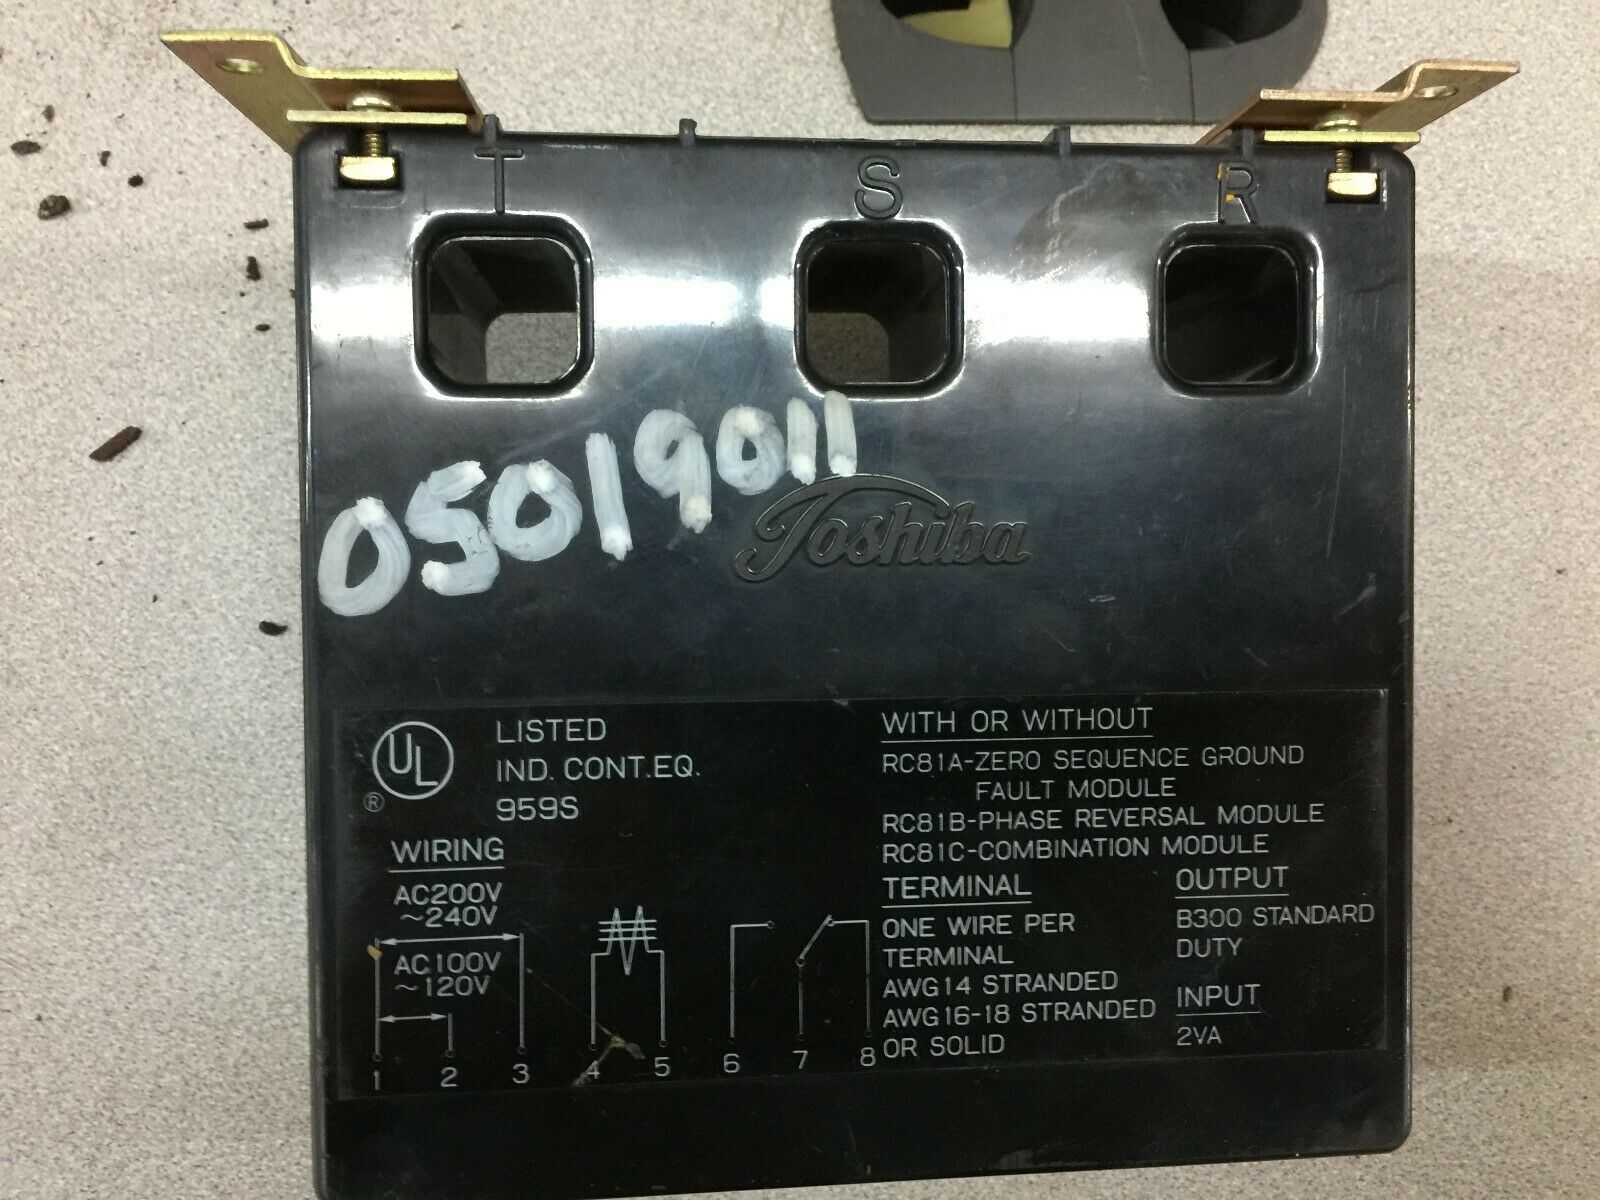 T S R
05019011
Toshiba
UL
®
LISTED
IND. CONT. EQ.
959S
WIRING
AC200V
~240V
AC100V
~120V
1 2 3 4 5 6 7 8
WITH OR WITHOUT
RC81A-ZERO SEQUENCE GROUND
FAULT MODULE
RC81B-PHASE REVERSAL MODULE
RC81C-COMBINATION MODULE
TERMINAL
ONE WIRE PER
TERMINAL
AWG14 STRANDED
AWG16-18 STRANDED
OR SOLID
OUTPUT
B300 STANDARD
DUTY
INPUT
2VA